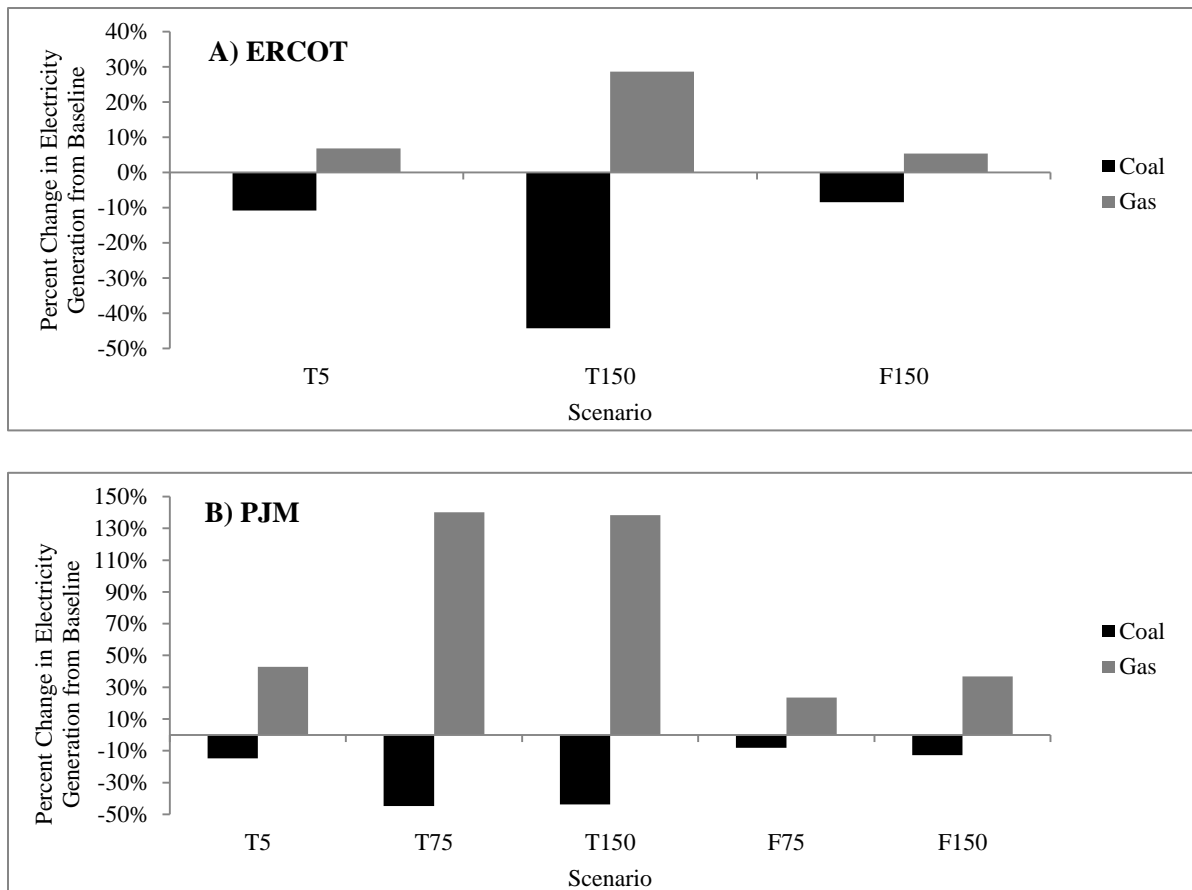 A) ERCOT
Percent Change in Electricity
Generation from Baseline
40%
30%
20%
10%
0%
-10%
-20%
-30%
-40%
-50%
T5 T150 F150
Scenario
Coal
Gas
B) PJM
Percent Change in Electricity
Generation from Baseline
150%
130%
110%
90%
70%
50%
30%
10%
-10%
-30%
-50%
T5 T75 T150 F75 F150
Scenario
Coal
Gas